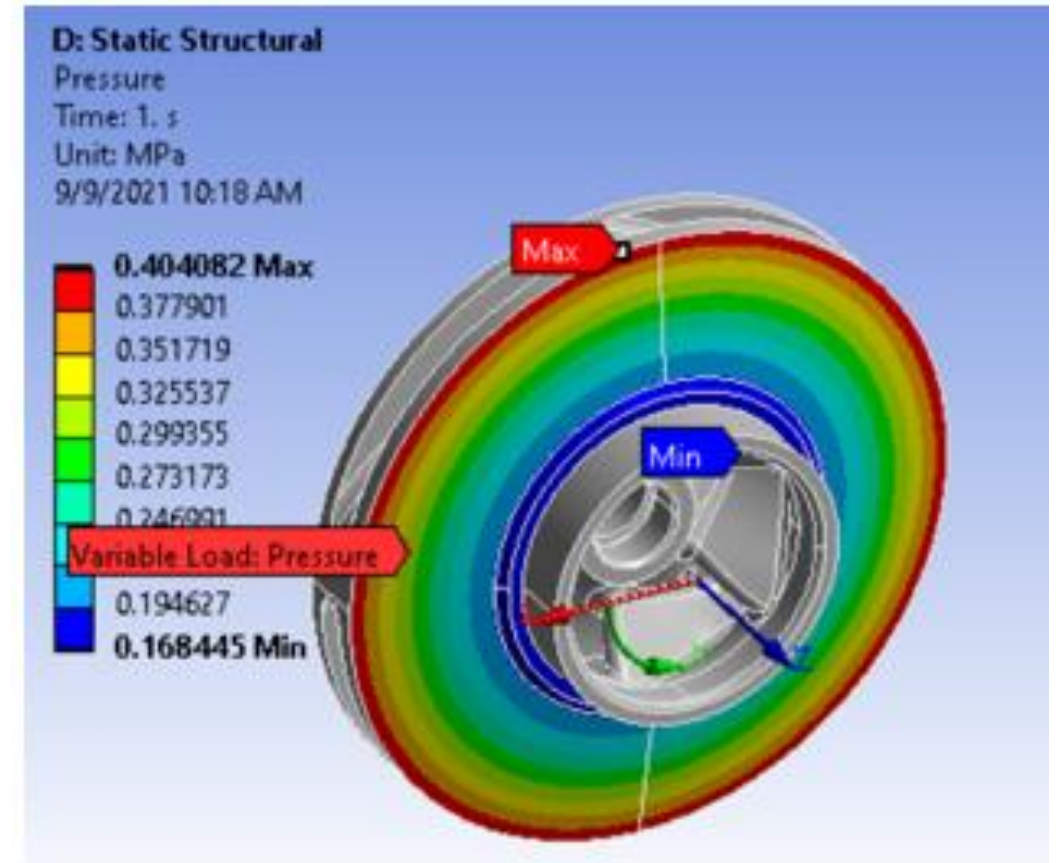 D: Static Structural
Pressure
Time: 1. s
Unit: MPa
9/9/2021 10:18 AM
0.404082 Max
0.377901
0.351719
0.325537
0.299355
0.273173
0.246991
Variable Load: Pressure
0.194627
0.168445 Min
Max
Min